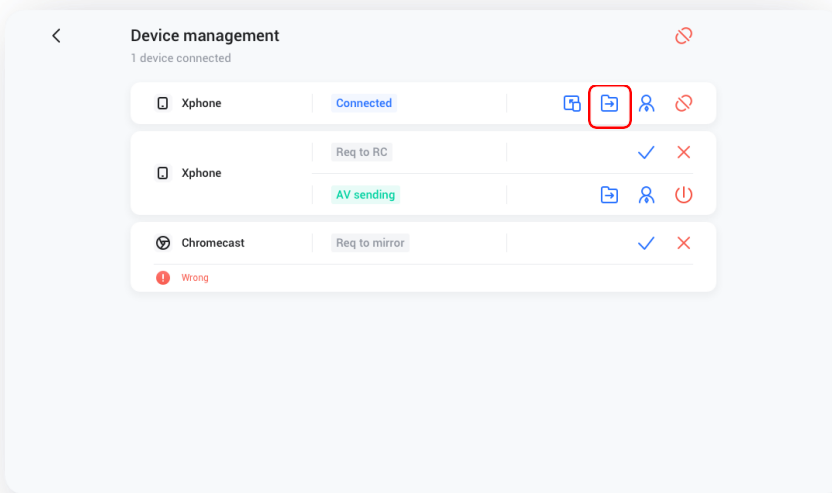 Device management
1 device connected
Xphone Connected
Req to RC
Xphone
AV sending
Chromecast Req to mirror
Wrong